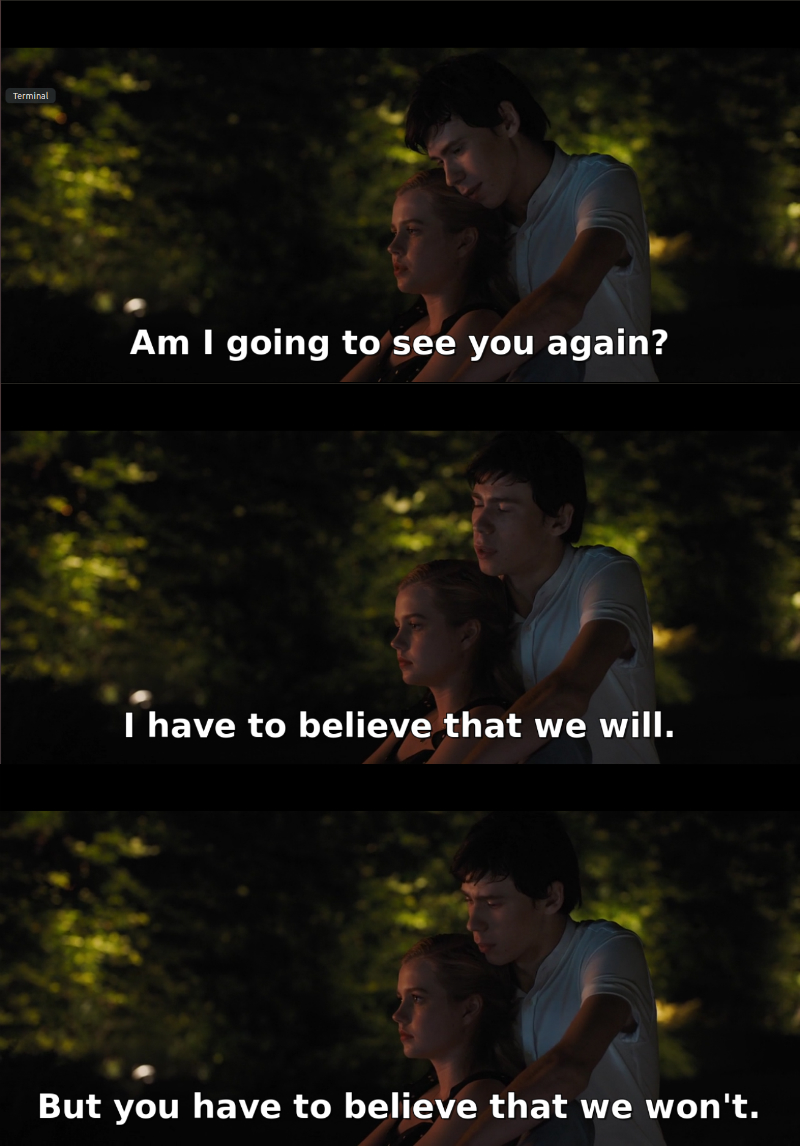 Terminal
Am I going to see you again?
I have to believe that we will.
But you have to believe that we won't.